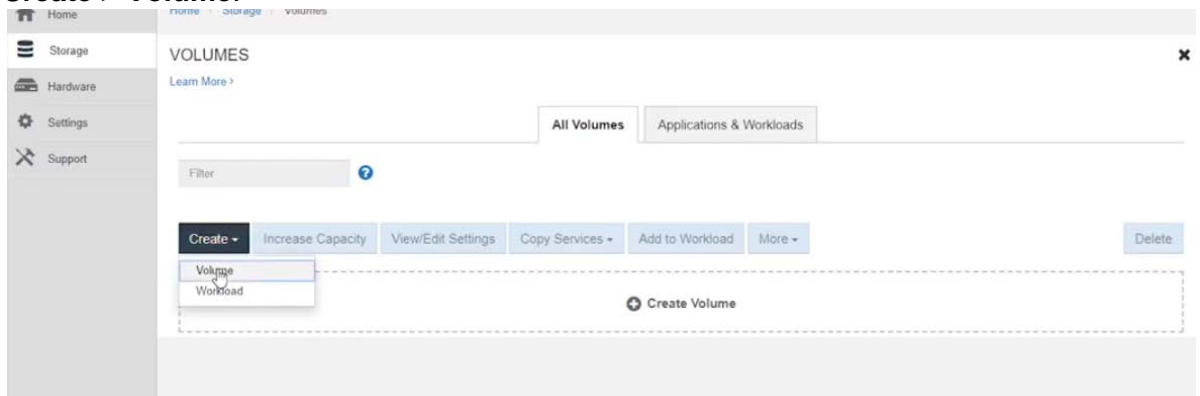 Create > Volume.
Home
Home > Storage > Volumes
Storage
VOLUMES
Learn More >
Hardware
Settings
Support
All Volumes
Applications & Workloads
Filter
Create
Increase Capacity
View/Edit Settings
Copy Services
Add to Workload
More
Delete
Volume
Workload
Create Volume